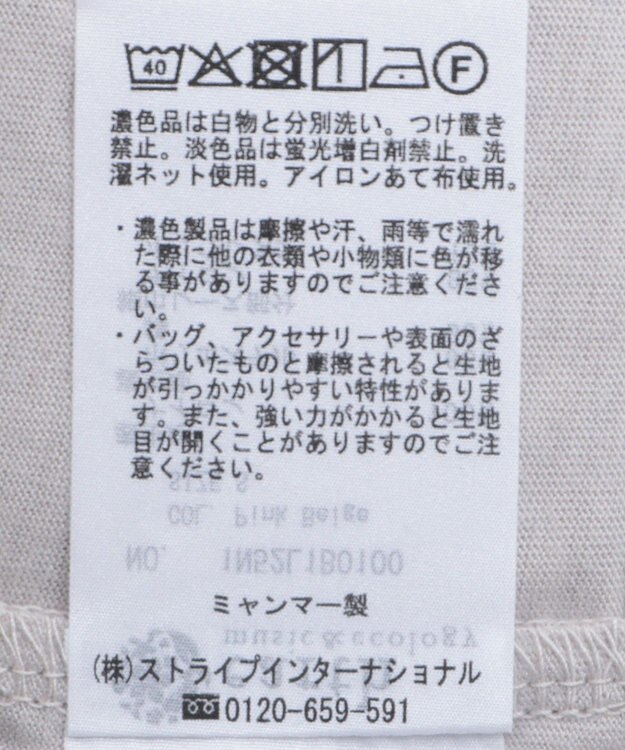 40 F
濃色品は白物と分別洗い。つけ置き
禁止。淡色品は蛍光増白剤禁止。洗
濯ネット使用。アイロンあて布使用。
・濃色製品は摩擦や汗、雨等で濡れ
た際に他の衣類や小物類に色が移
る事がありますのでご注意くださ
い。
・バッグ、アクセサリーや表面のざ
らついたものと摩擦されると生地
が引っかかりやすい特性がありま
す。また、強い力がかかると生地
目が開くことがありますのでご注
意ください。
SIZE S
COL. Pink Beige
NO. 1N52L1B0100
ミャンマー製
music&ecology
earth
(株)ストライプインターナショナル
0120-659-591